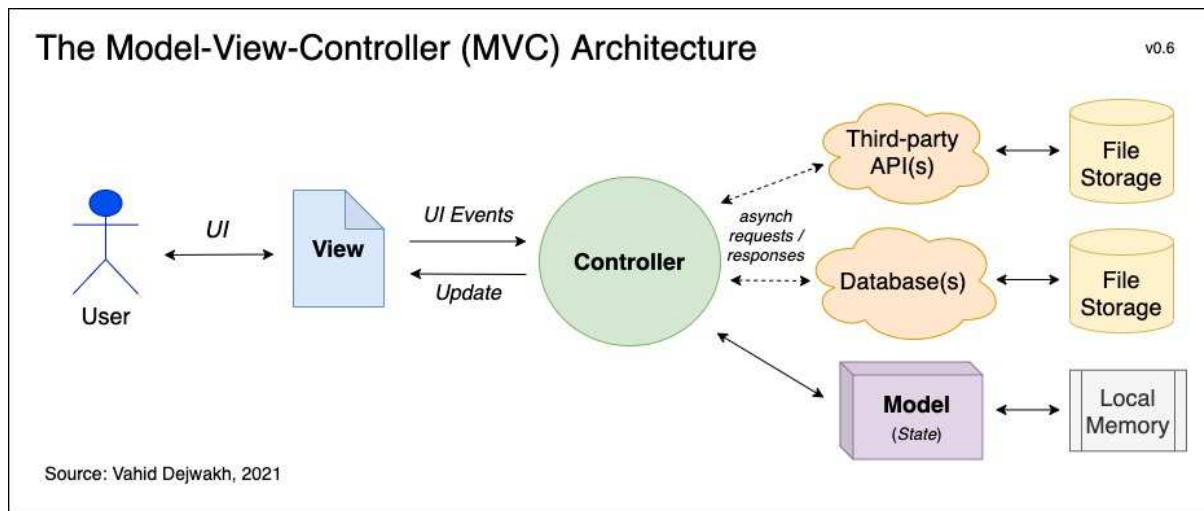 The Model-View-Controller (MVC) Architecture
v0.6
User
UI
View
UI Events
Update
Controller
asynch
requests /
responses
Third-party
API(s)
File
Storage
Database(s)
File
Storage
Model
(State)
Local
Memory
Source: Vahid Dejwakh, 2021